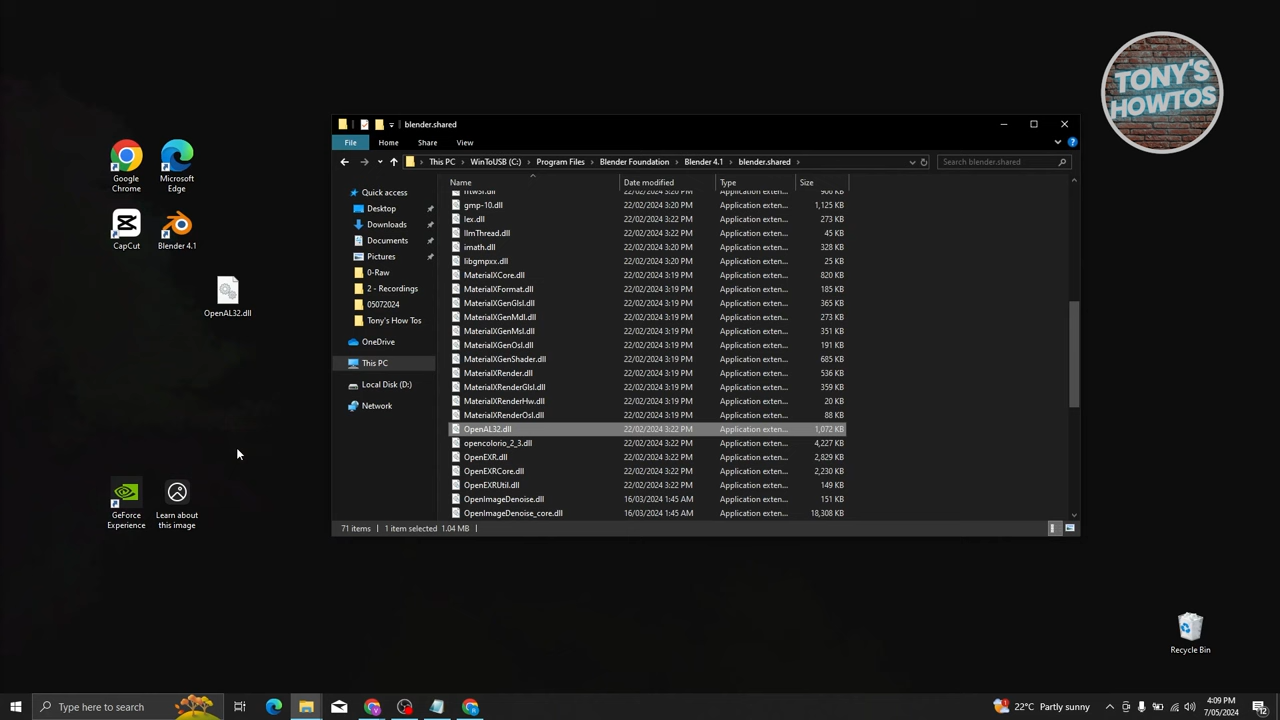 TONY'S
HOWTOS
Google
Chrome
Microsoft
Edge
CapCut
Blender 4.1
OpenAL32.dll
GeForce
Experience
Learn about
this image
Recycle Bin
blender.shared
File Home Share View
This PC > WinToUSB (C:) > Program Files > Blender Foundation > Blender 4.1 > blender.shared >
Search blender.shared
Quick access
Desktop
Downloads
Documents
Pictures
0-Raw
2 - Recordings
05072024
Tony's How Tos
OneDrive
This PC
Local Disk (D:)
Network
Name Date modified Type Size
gmp-10.dll 22/02/2024 3:20 PM Application exten... 1,125 KB
lex.dll 22/02/2024 3:22 PM Application exten... 273 KB
IlmThread.dll 22/02/2024 3:22 PM Application exten... 45 KB
imath.dll 22/02/2024 3:20 PM Application exten... 328 KB
libgmpxx.dll 22/02/2024 3:20 PM Application exten... 25 KB
MaterialXCore.dll 22/02/2024 3:19 PM Application exten... 820 KB
MaterialXFormat.dll 22/02/2024 3:19 PM Application exten... 185 KB
MaterialXGenGlsl.dll 22/02/2024 3:19 PM Application exten... 365 KB
MaterialXGenMdl.dll 22/02/2024 3:19 PM Application exten... 273 KB
MaterialXGenMsl.dll 22/02/2024 3:19 PM Application exten... 351 KB
MaterialXGenOsl.dll 22/02/2024 3:19 PM Application exten... 191 KB
MaterialXGenShader.dll 22/02/2024 3:19 PM Application exten... 685 KB
MaterialXRender.dll 22/02/2024 3:19 PM Application exten... 536 KB
MaterialXRenderGlsl.dll 22/02/2024 3:19 PM Application exten... 359 KB
MaterialXRenderHw.dll 22/02/2024 3:19 PM Application exten... 20 KB
MaterialXRenderOsl.dll 22/02/2024 3:19 PM Application exten... 88 KB
OpenAL32.dll 22/02/2024 3:22 PM Application exten... 1,072 KB
opencolorio_2_3.dll 22/02/2024 3:22 PM Application exten... 4,227 KB
OpenEXR.dll 22/02/2024 3:22 PM Application exten... 2,829 KB
OpenEXRCore.dll 22/02/2024 3:22 PM Application exten... 2,230 KB
OpenEXRUtil.dll 22/02/2024 3:22 PM Application exten... 149 KB
OpenImageDenoise.dll 16/03/2024 1:45 AM Application exten... 151 KB
OpenImageDenoise_core.dll 16/03/2024 1:45 AM Application exten... 18,308 KB
71 items 1 item selected 1.04 MB
Type here to search
22°C Partly sunny
4:09 PM
7/05/2024
12